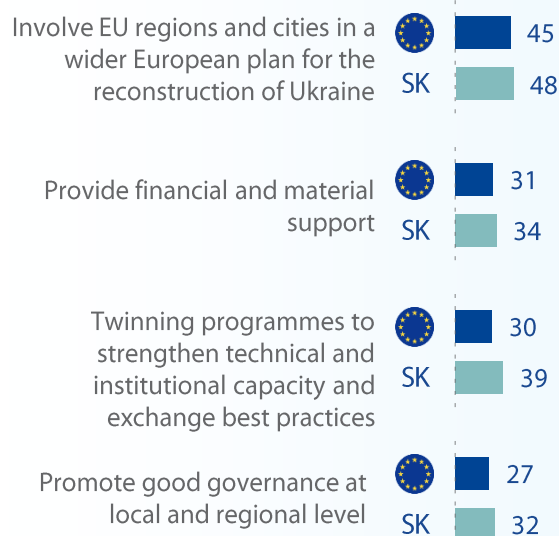 Involve EU regions and cities in a
wider European plan for the
reconstruction of Ukraine
45
SK
48
Provide financial and material
support
31
SK
34
Twinning programmes to
strengthen technical and
institutional capacity and
exchange best practices
30
SK
39
Promote good governance at
local and regional level
27
SK
32